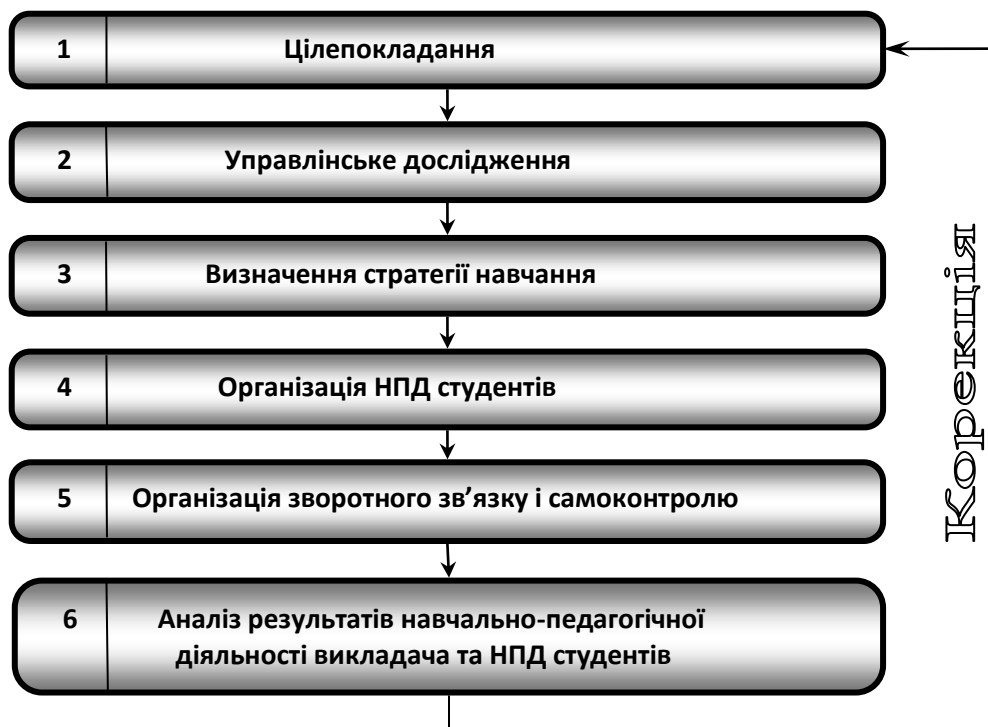 1 Цілепокладання
2 Управлінське дослідження
3 Визначення стратегії навчання
4 Організація НПД студентів
5 Організація зворотного зв’язку і самоконтролю
6 Аналіз результатів навчально-педагогічної
діяльності викладача та НПД студентів
Корекція